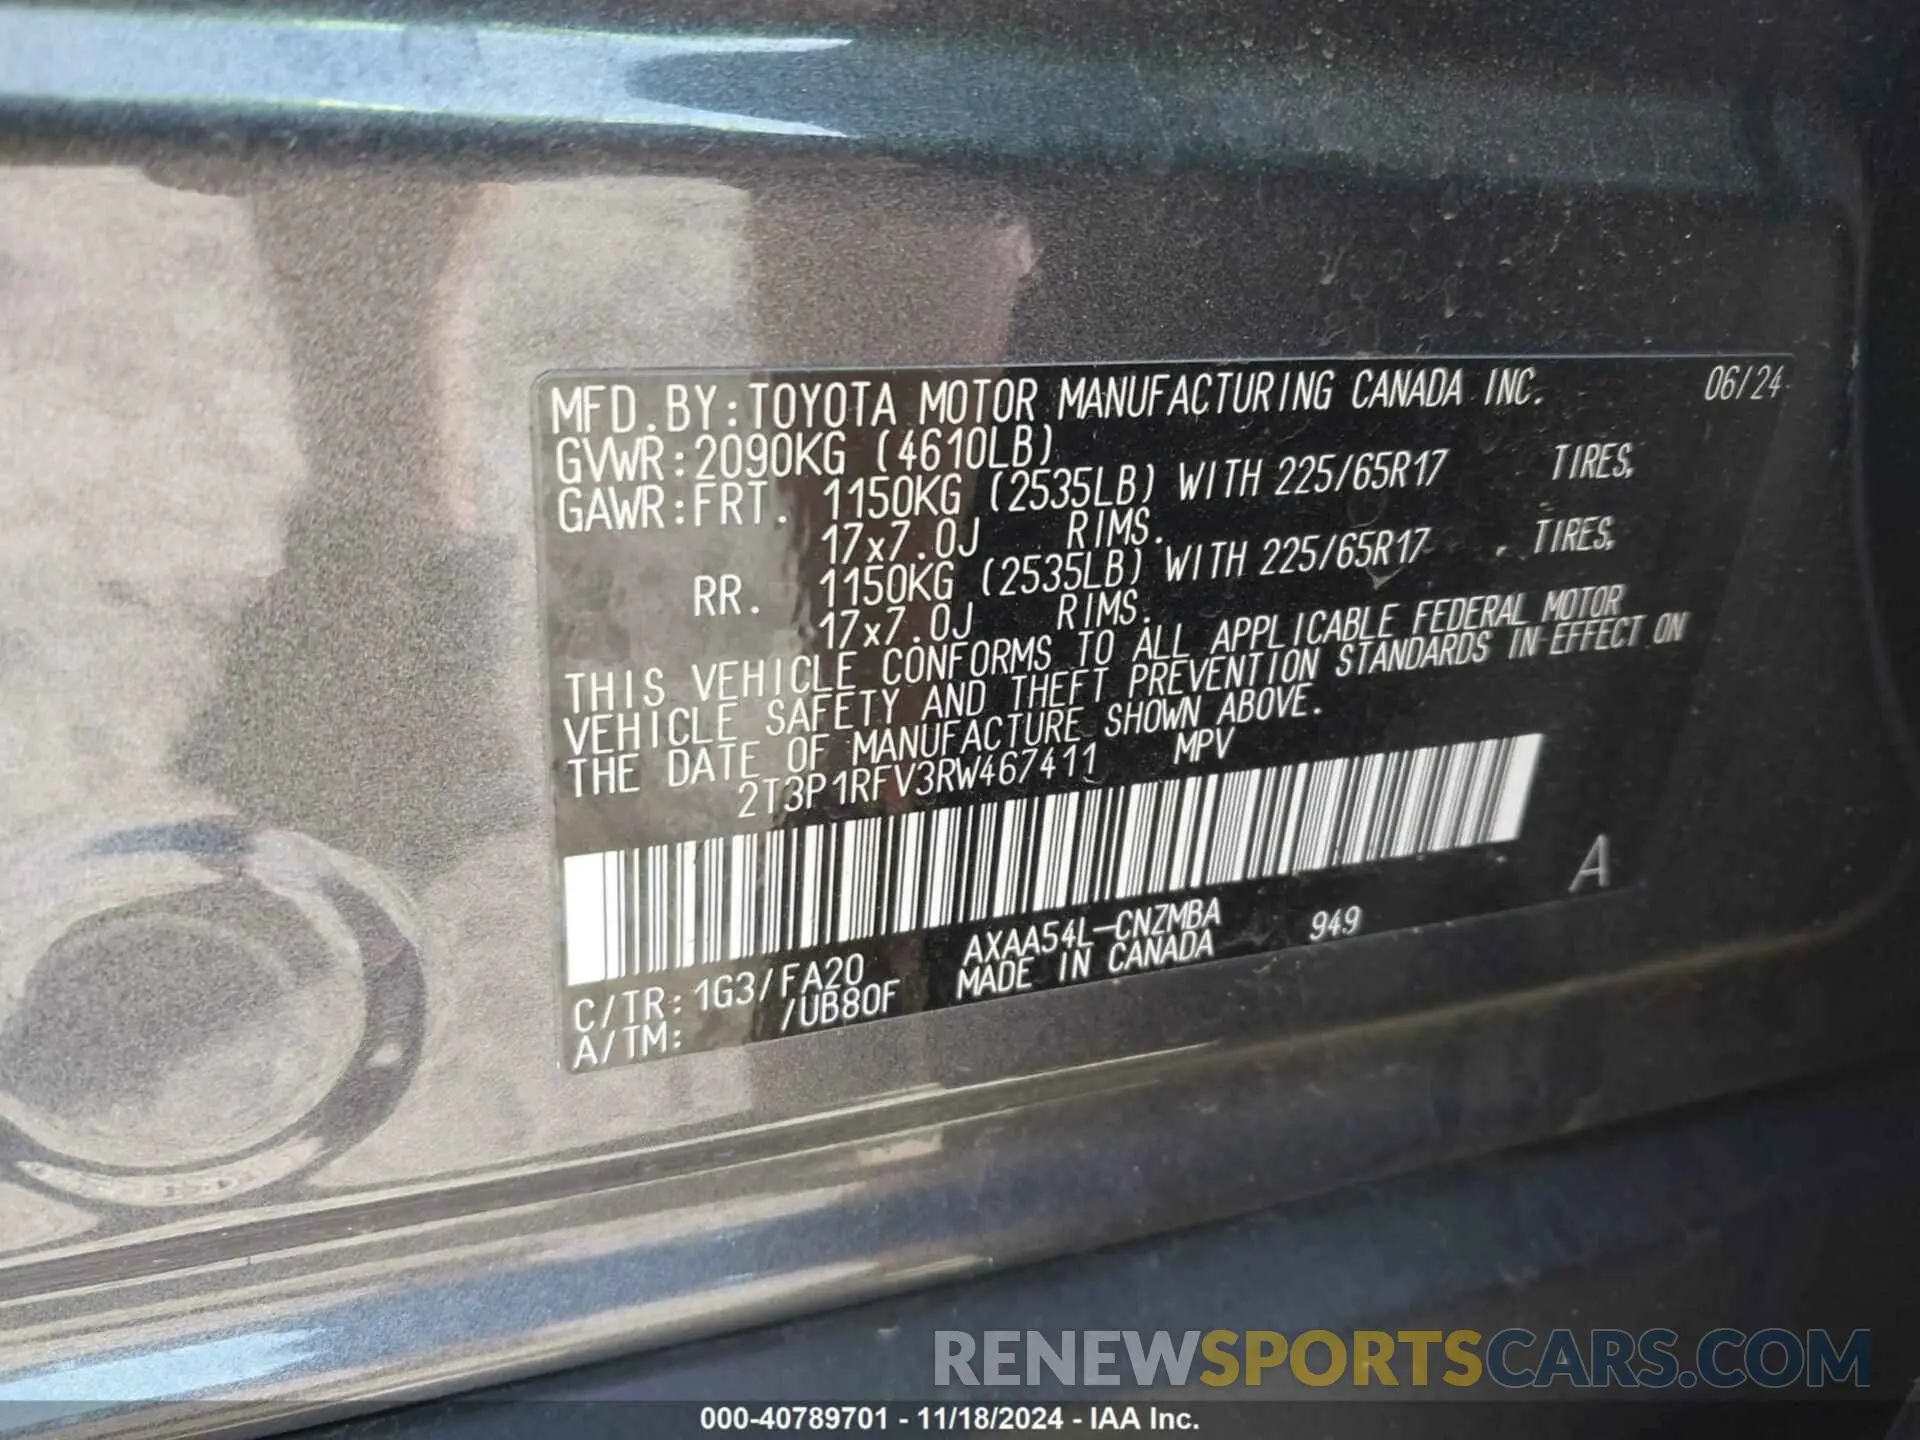 MFD.BY:TOYOTA MOTOR MANUFACTURING CANADA INC. 06/24
GVWR:2090KG (4610LB)
GAWR:FRT. 1150KG (2535LB) WITH 225/65R17 TIRES,
17x7.0J RIMS.
RR. 1150KG (2535LB) WITH 225/65R17 TIRES,
17x7.0J RIMS.
THIS VEHICLE CONFORMS TO ALL APPLICABLE FEDERAL MOTOR
VEHICLE SAFETY AND THEFT PREVENTION STANDARDS IN EFFECT ON
THE DATE OF MANUFACTURE SHOWN ABOVE.
2T3P1RFV3RW467411 MPV
A
C/TR: 1G3/FA20 AXAA54L-CNZMBA 949
A/TM: /UB80F MADE IN CANADA
RENEWSPORTSCARS.COM
000-40789701 - 11/18/2024 - IAA Inc.